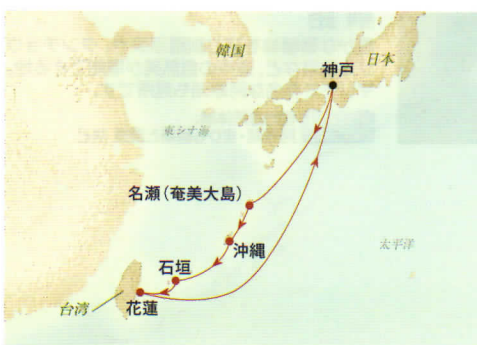 韓国
日本
神戸
東シナ海
名瀬（奄美大島）
沖縄
太平洋
石垣
台湾
花蓮